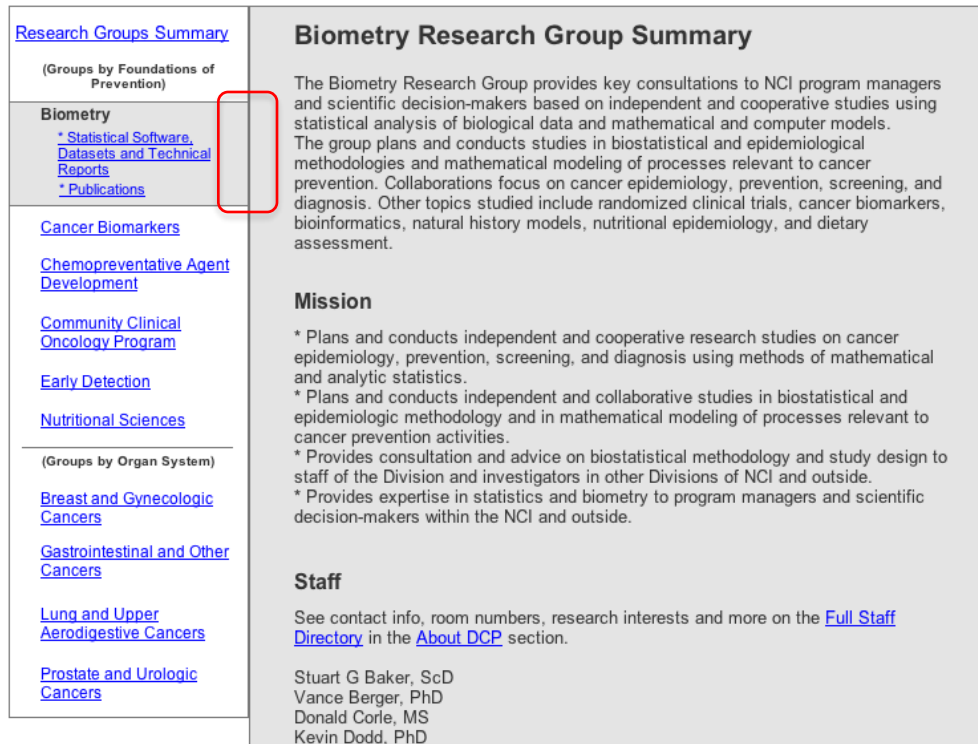 Research Groups Summary
(Groups by Foundations of
Prevention)
Biometry
* Statistical Software,
Datasets and Technical
Reports
* Publications
Cancer Biomarkers
Chemopreventative Agent
Development
Community Clinical
Oncology Program
Early Detection
Nutritional Sciences
(Groups by Organ System)
Breast and Gynecologic
Cancers
Gastrointestinal and Other
Cancers
Lung and Upper
Aerodigestive Cancers
Prostate and Urologic
Cancers
Biometry Research Group Summary
The Biometry Research Group provides key consultations to NCI program managers
and scientific decision-makers based on independent and cooperative studies using
statistical analysis of biological data and mathematical and computer models.
The group plans and conducts studies in biostatistical and epidemiological
methodologies and mathematical modeling of processes relevant to cancer
prevention. Collaborations focus on cancer epidemiology, prevention, screening, and
diagnosis. Other topics studied include randomized clinical trials, cancer biomarkers,
bioinformatics, natural history models, nutritional epidemiology, and dietary
assessment.
Mission
* Plans and conducts independent and cooperative research studies on cancer
epidemiology, prevention, screening, and diagnosis using methods of mathematical
and analytic statistics.
* Plans and conducts independent and collaborative studies in biostatistical and
epidemiologic methodology and in mathematical modeling of processes relevant to
cancer prevention activities.
* Provides consultation and advice on biostatistical methodology and study design to
staff of the Division and investigators in other Divisions of NCI and outside.
* Provides expertise in statistics and biometry to program managers and scientific
decision-makers within the NCI and outside.
Staff
See contact info, room numbers, research interests and more on the Full Staff
Directory in the About DCP section.
Stuart G Baker, ScD
Vance Berger, PhD
Donald Corle, MS
Kevin Dodd, PhD